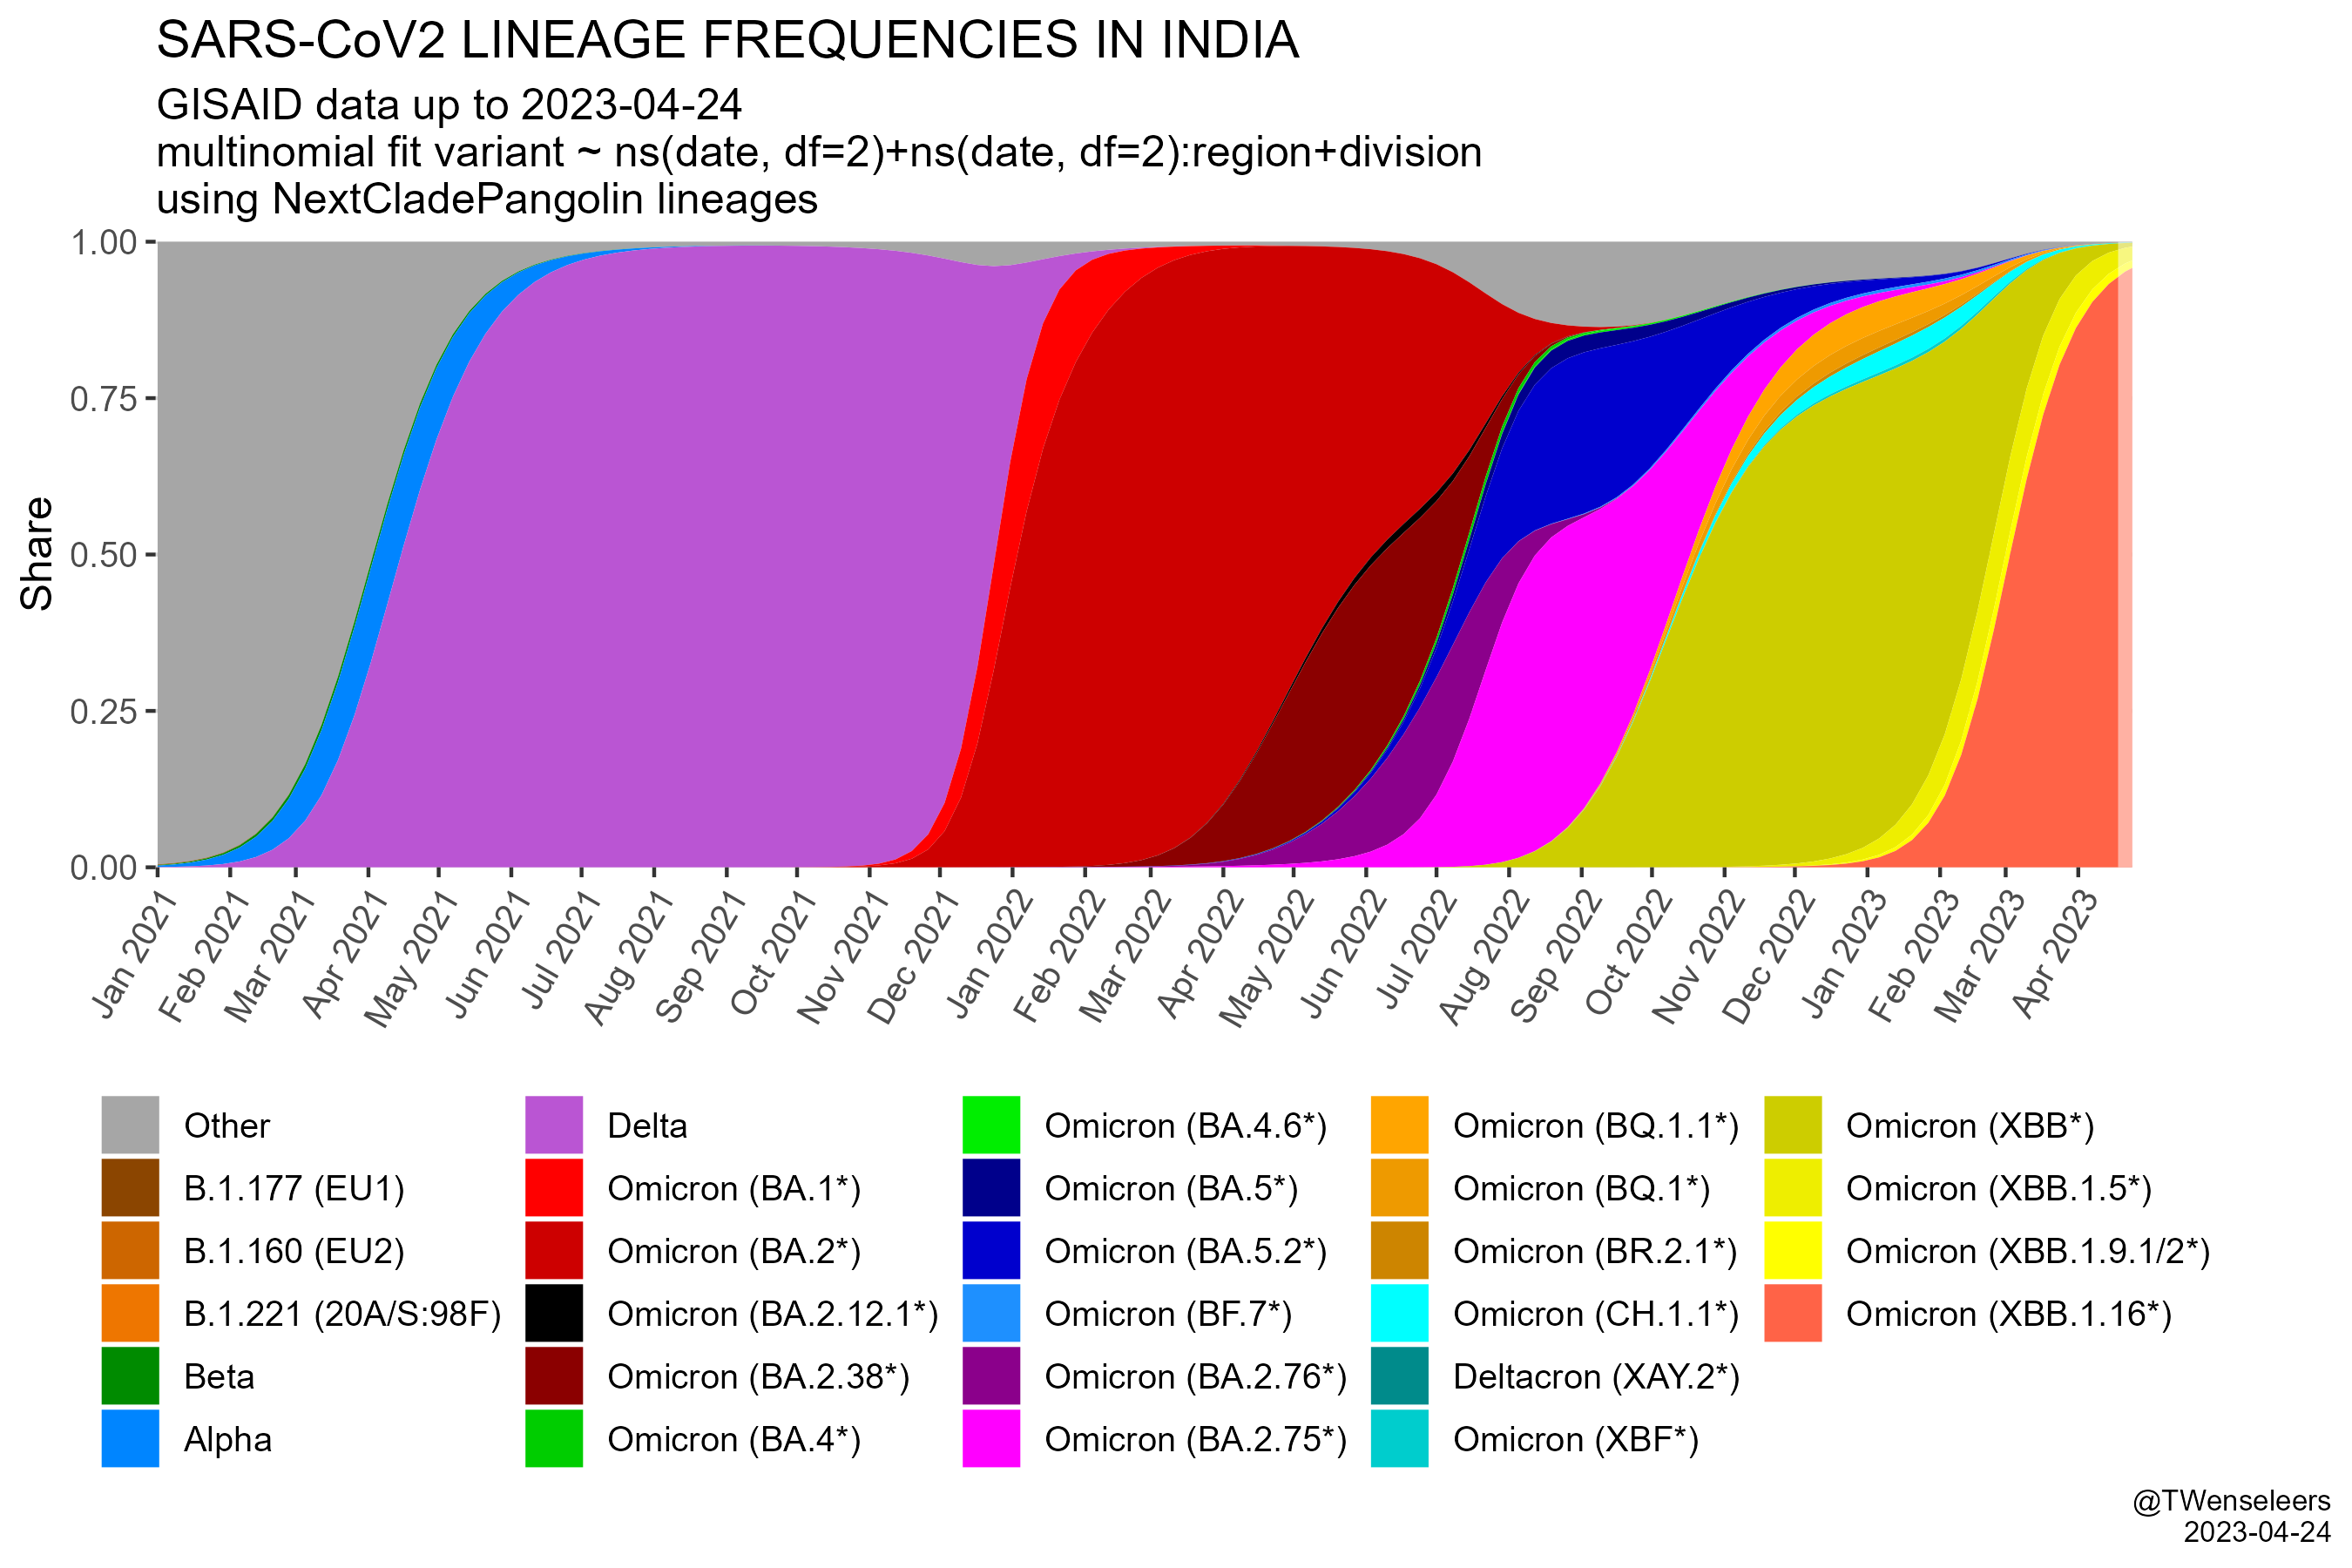 SARS-CoV2 LINEAGE FREQUENCIES IN INDIA
GISAID data up to 2023-04-24
multinomial fit variant ~ ns(date, df=2)+ns(date, df=2):region+division
using NextCladePangolin lineages
Share
1.00
0.75
0.50
0.25
0.00
Jan 2021
Feb 2021
Mar 2021
Apr 2021
May 2021
Jun 2021
Jul 2021
Aug 2021
Sep 2021
Oct 2021
Nov 2021
Dec 2021
Jan 2022
Feb 2022
Mar 2022
Apr 2022
May 2022
Jun 2022
Jul 2022
Aug 2022
Sep 2022
Oct 2022
Nov 2022
Dec 2022
Jan 2023
Feb 2023
Mar 2023
Apr 2023
Other
B.1.177 (EU1)
B.1.160 (EU2)
B.1.221 (20A/S:98F)
Beta
Alpha
Delta
Omicron (BA.1*)
Omicron (BA.2*)
Omicron (BA.2.12.1*)
Omicron (BA.2.38*)
Omicron (BA.4*)
Omicron (BA.4.6*)
Omicron (BA.5*)
Omicron (BA.5.2*)
Omicron (BF.7*)
Omicron (BA.2.76*)
Omicron (BA.2.75*)
Omicron (BQ.1.1*)
Omicron (BQ.1*)
Omicron (BR.2.1*)
Omicron (CH.1.1*)
Deltacron (XAY.2*)
Omicron (XBF*)
Omicron (XBB*)
Omicron (XBB.1.5*)
Omicron (XBB.1.9.1/2*)
Omicron (XBB.1.16*)
@TWenseleers
2023-04-24